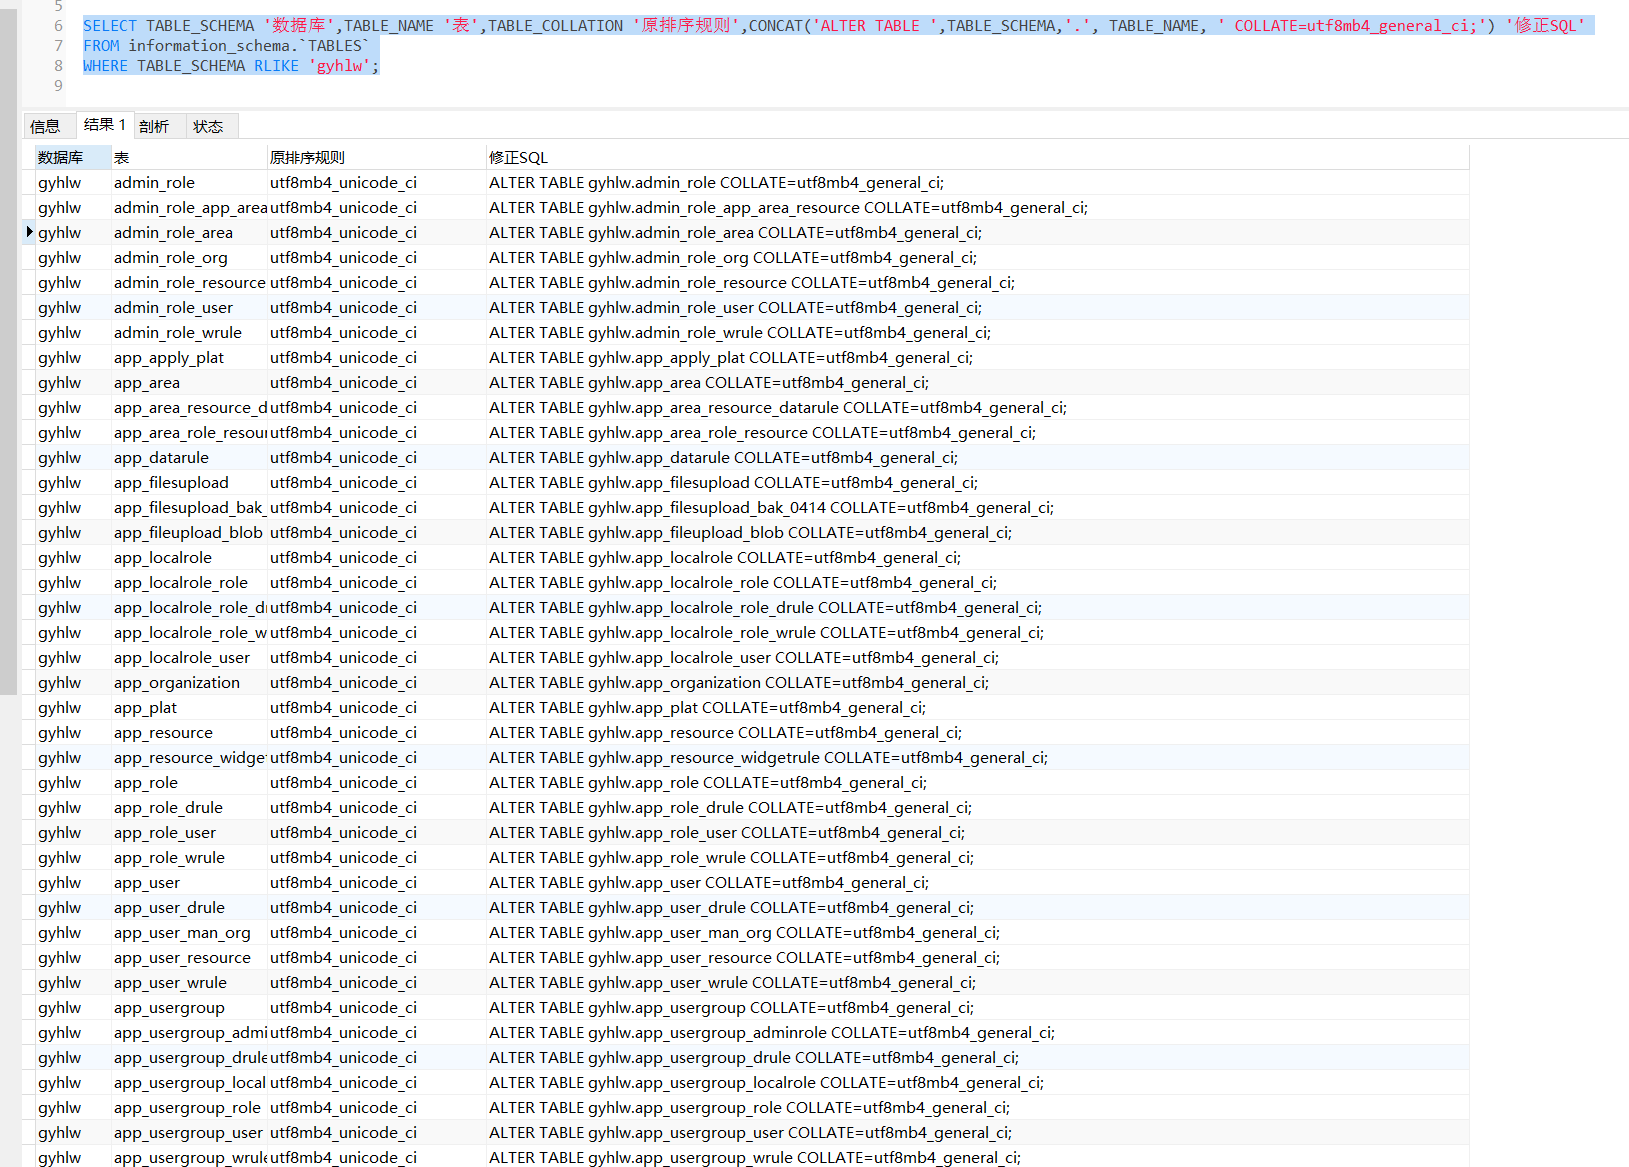 5
6 SELECT TABLE_SCHEMA '数据库',TABLE_NAME '表',TABLE_COLLATION '原排序规则',CONCAT('ALTER TABLE ',TABLE_SCHEMA,'.', TABLE_NAME, ' COLLATE=utf8mb4_general_ci;') '修正SQL'
7 FROM information_schema.`TABLES`
8 WHERE TABLE_SCHEMA RLIKE 'gyhlw';
9
信息 结果 1 剖析 状态
数据库 表 原排序规则 修正SQL
gyhlw admin_role utf8mb4_unicode_ci ALTER TABLE gyhlw.admin_role COLLATE=utf8mb4_general_ci;
gyhlw admin_role_app_area utf8mb4_unicode_ci ALTER TABLE gyhlw.admin_role_app_area_resource COLLATE=utf8mb4_general_ci;
gyhlw admin_role_area utf8mb4_unicode_ci ALTER TABLE gyhlw.admin_role_area COLLATE=utf8mb4_general_ci;
gyhlw admin_role_org utf8mb4_unicode_ci ALTER TABLE gyhlw.admin_role_org COLLATE=utf8mb4_general_ci;
gyhlw admin_role_resource utf8mb4_unicode_ci ALTER TABLE gyhlw.admin_role_resource COLLATE=utf8mb4_general_ci;
gyhlw admin_role_user utf8mb4_unicode_ci ALTER TABLE gyhlw.admin_role_user COLLATE=utf8mb4_general_ci;
gyhlw admin_role_wrule utf8mb4_unicode_ci ALTER TABLE gyhlw.admin_role_wrule COLLATE=utf8mb4_general_ci;
gyhlw app_apply_plat utf8mb4_unicode_ci ALTER TABLE gyhlw.app_apply_plat COLLATE=utf8mb4_general_ci;
gyhlw app_area utf8mb4_unicode_ci ALTER TABLE gyhlw.app_area COLLATE=utf8mb4_general_ci;
gyhlw app_area_resource_d utf8mb4_unicode_ci ALTER TABLE gyhlw.app_area_resource_datarule COLLATE=utf8mb4_general_ci;
gyhlw app_area_role_resou utf8mb4_unicode_ci ALTER TABLE gyhlw.app_area_role_resource COLLATE=utf8mb4_general_ci;
gyhlw app_datarule utf8mb4_unicode_ci ALTER TABLE gyhlw.app_datarule COLLATE=utf8mb4_general_ci;
gyhlw app_filesupload utf8mb4_unicode_ci ALTER TABLE gyhlw.app_filesupload COLLATE=utf8mb4_general_ci;
gyhlw app_filesupload_bak_ utf8mb4_unicode_ci ALTER TABLE gyhlw.app_filesupload_bak_0414 COLLATE=utf8mb4_general_ci;
gyhlw app_fileupload_blob utf8mb4_unicode_ci ALTER TABLE gyhlw.app_fileupload_blob COLLATE=utf8mb4_general_ci;
gyhlw app_localrole utf8mb4_unicode_ci ALTER TABLE gyhlw.app_localrole COLLATE=utf8mb4_general_ci;
gyhlw app_localrole_role utf8mb4_unicode_ci ALTER TABLE gyhlw.app_localrole_role COLLATE=utf8mb4_general_ci;
gyhlw app_localrole_role_d utf8mb4_unicode_ci ALTER TABLE gyhlw.app_localrole_role_drule COLLATE=utf8mb4_general_ci;
gyhlw app_localrole_role_w utf8mb4_unicode_ci ALTER TABLE gyhlw.app_localrole_role_wrule COLLATE=utf8mb4_general_ci;
gyhlw app_localrole_user utf8mb4_unicode_ci ALTER TABLE gyhlw.app_localrole_user COLLATE=utf8mb4_general_ci;
gyhlw app_organization utf8mb4_unicode_ci ALTER TABLE gyhlw.app_organization COLLATE=utf8mb4_general_ci;
gyhlw app_plat utf8mb4_unicode_ci ALTER TABLE gyhlw.app_plat COLLATE=utf8mb4_general_ci;
gyhlw app_resource utf8mb4_unicode_ci ALTER TABLE gyhlw.app_resource COLLATE=utf8mb4_general_ci;
gyhlw app_resource_widge utf8mb4_unicode_ci ALTER TABLE gyhlw.app_resource_widgetrule COLLATE=utf8mb4_general_ci;
gyhlw app_role utf8mb4_unicode_ci ALTER TABLE gyhlw.app_role COLLATE=utf8mb4_general_ci;
gyhlw app_role_drule utf8mb4_unicode_ci ALTER TABLE gyhlw.app_role_drule COLLATE=utf8mb4_general_ci;
gyhlw app_role_user utf8mb4_unicode_ci ALTER TABLE gyhlw.app_role_user COLLATE=utf8mb4_general_ci;
gyhlw app_role_wrule utf8mb4_unicode_ci ALTER TABLE gyhlw.app_role_wrule COLLATE=utf8mb4_general_ci;
gyhlw app_user utf8mb4_unicode_ci ALTER TABLE gyhlw.app_user COLLATE=utf8mb4_general_ci;
gyhlw app_user_drule utf8mb4_unicode_ci ALTER TABLE gyhlw.app_user_drule COLLATE=utf8mb4_general_ci;
gyhlw app_user_man_org utf8mb4_unicode_ci ALTER TABLE gyhlw.app_user_man_org COLLATE=utf8mb4_general_ci;
gyhlw app_user_resource utf8mb4_unicode_ci ALTER TABLE gyhlw.app_user_resource COLLATE=utf8mb4_general_ci;
gyhlw app_user_wrule utf8mb4_unicode_ci ALTER TABLE gyhlw.app_user_wrule COLLATE=utf8mb4_general_ci;
gyhlw app_usergroup utf8mb4_unicode_ci ALTER TABLE gyhlw.app_usergroup COLLATE=utf8mb4_general_ci;
gyhlw app_usergroup_admi utf8mb4_unicode_ci ALTER TABLE gyhlw.app_usergroup_adminrole COLLATE=utf8mb4_general_ci;
gyhlw app_usergroup_drule utf8mb4_unicode_ci ALTER TABLE gyhlw.app_usergroup_drule COLLATE=utf8mb4_general_ci;
gyhlw app_usergroup_local utf8mb4_unicode_ci ALTER TABLE gyhlw.app_usergroup_localrole COLLATE=utf8mb4_general_ci;
gyhlw app_usergroup_role utf8mb4_unicode_ci ALTER TABLE gyhlw.app_usergroup_role COLLATE=utf8mb4_general_ci;
gyhlw app_usergroup_user utf8mb4_unicode_ci ALTER TABLE gyhlw.app_usergroup_user COLLATE=utf8mb4_general_ci;
gyhlw app_usergroup_wrule utf8mb4_unicode_ci ALTER TABLE gyhlw.app_usergroup_wrule COLLATE=utf8mb4_general_ci;